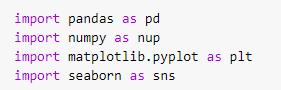 import pandas as pd
import numpy as nup
import matplotlib.pyplot as plt
import seaborn as sns